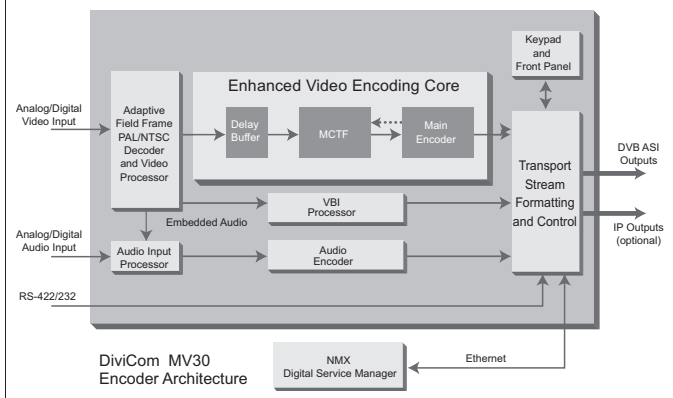 Keypad
and
Front Panel
Enhanced Video Encoding Core
Analog/Digital
Video Input
Adaptive
Field Frame
PAL/NTSC
Decoder
and Video
Processor
Delay
Buffer
MCTF
Main
Encoder
Transport
Stream
Formatting
and Control
DVB ASI
Outputs
IP Outputs
(optional)
VBI
Processor
Embedded Audio
Analog/Digital
Audio Input
Audio Input
Processor
Audio
Encoder
RS-422/232
DiviCom MV30
Encoder Architecture
NMX
Digital Service Manager
Ethernet